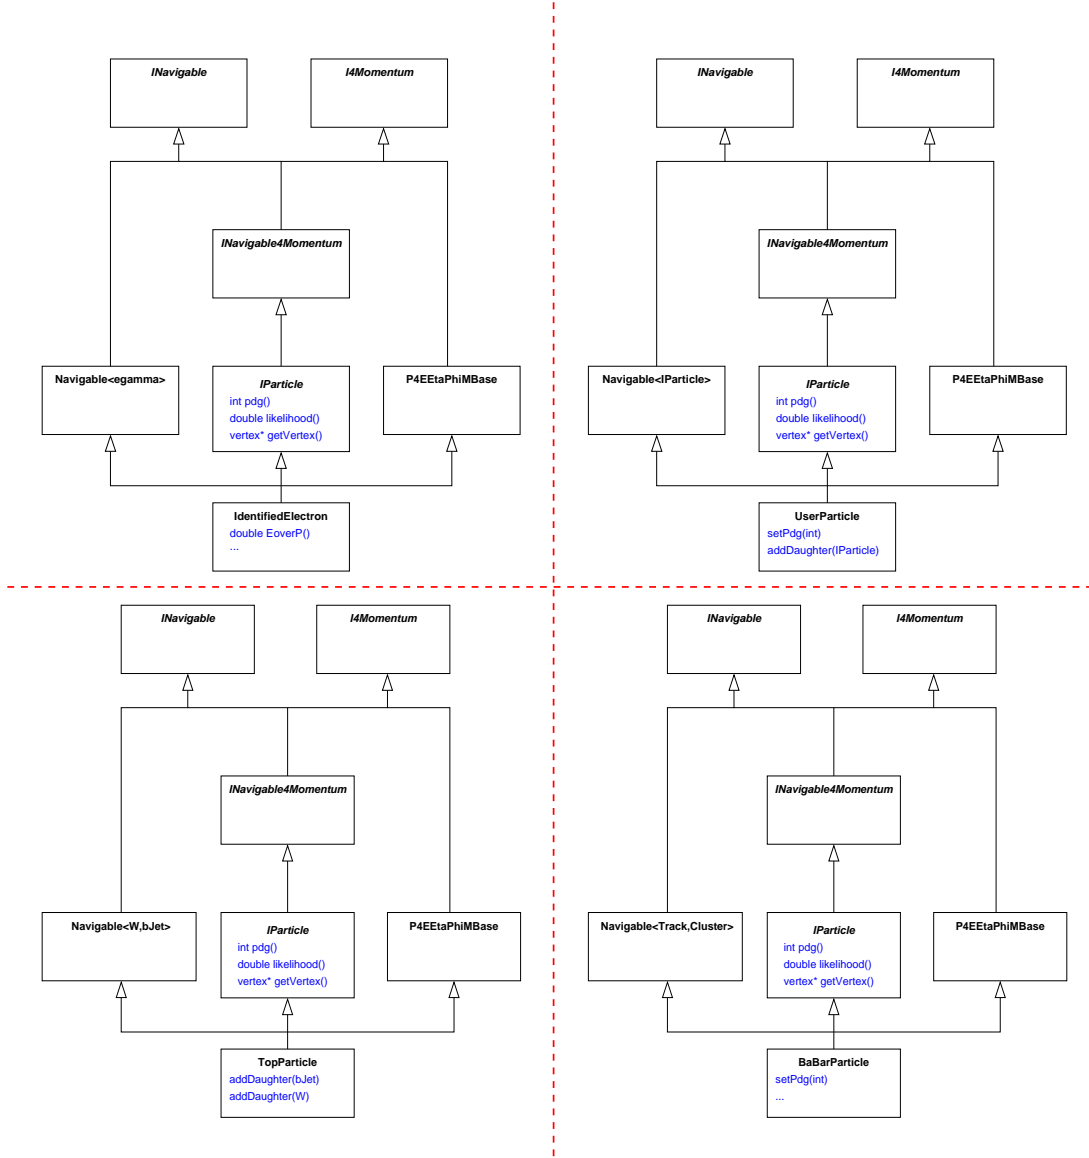 INavigable
I4Momentum
INavigable4Momentum
Navigable<egamma>
IParticle
int pdg()
double likelihood()
vertex* getVertex()
P4EEtaPhiMBase
IdentifiedElectron
double EoverP()
...
INavigable
I4Momentum
INavigable4Momentum
Navigable<IParticle>
IParticle
int pdg()
double likelihood()
vertex* getVertex()
P4EEtaPhiMBase
UserParticle
setPdg(int)
addDaughter(IParticle)
INavigable
I4Momentum
INavigable4Momentum
Navigable<W,bJet>
IParticle
int pdg()
double likelihood()
vertex* getVertex()
P4EEtaPhiMBase
TopParticle
addDaughter(bJet)
addDaughter(W)
INavigable
I4Momentum
INavigable4Momentum
Navigable<Track,Cluster>
IParticle
int pdg()
double likelihood()
vertex* getVertex()
P4EEtaPhiMBase
BaBarParticle
setPdg(int)
...